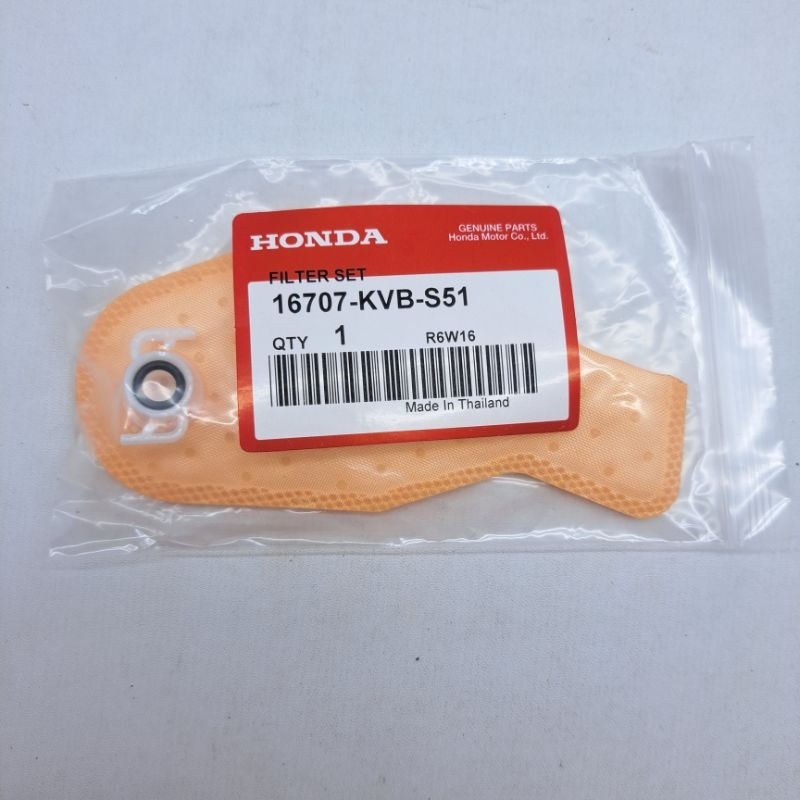 HONDA
GENUINE PARTS
Honda Motor Co., Ltd.
FILTER SET
16707-KVB-S51
QTY 1 R6W16
Made In Thailand